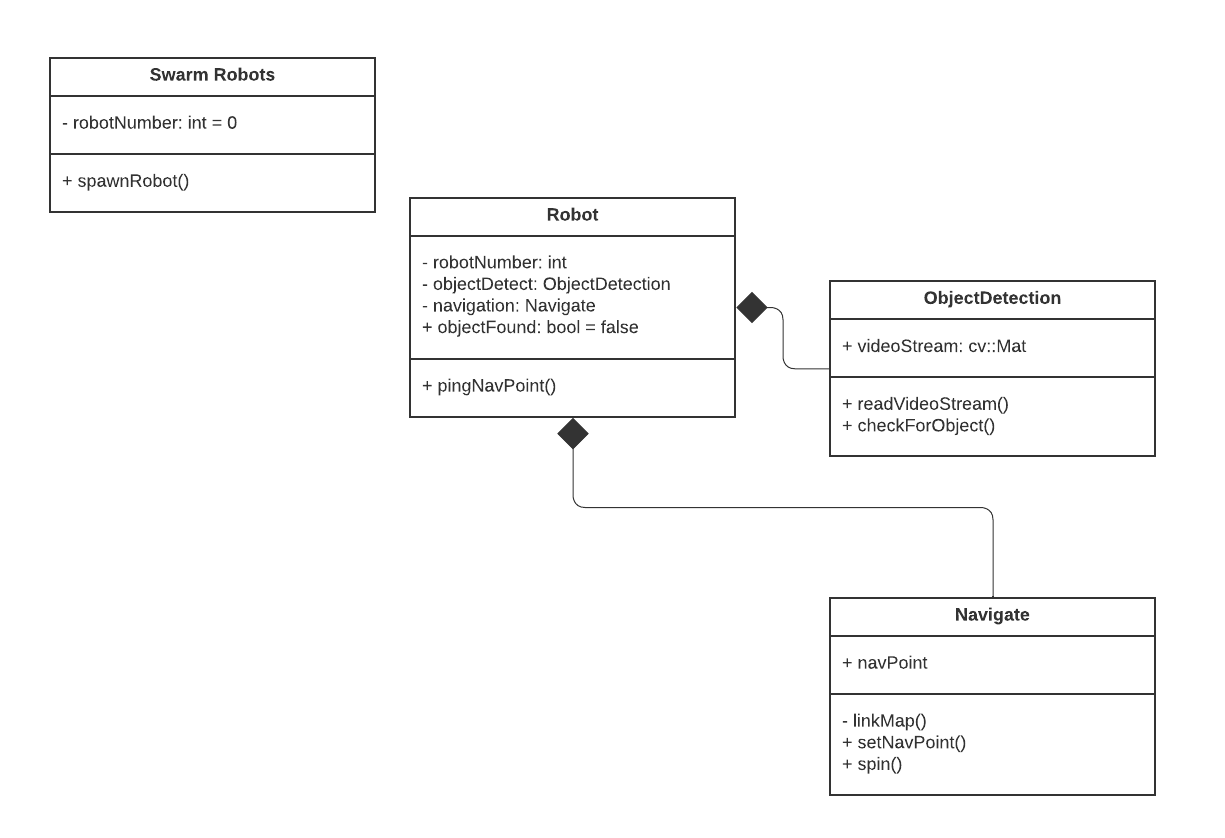 Swarm Robots
- robotNumber: int = 0
+ spawnRobot()
Robot
- robotNumber: int
- objectDetect: ObjectDetection
- navigation: Navigate
+ objectFound: bool = false
+ pingNavPoint()
ObjectDetection
+ videoStream: cv::Mat
+ readVideoStream()
+ checkForObject()
Navigate
+ navPoint
- linkMap()
+ setNavPoint()
+ spin()